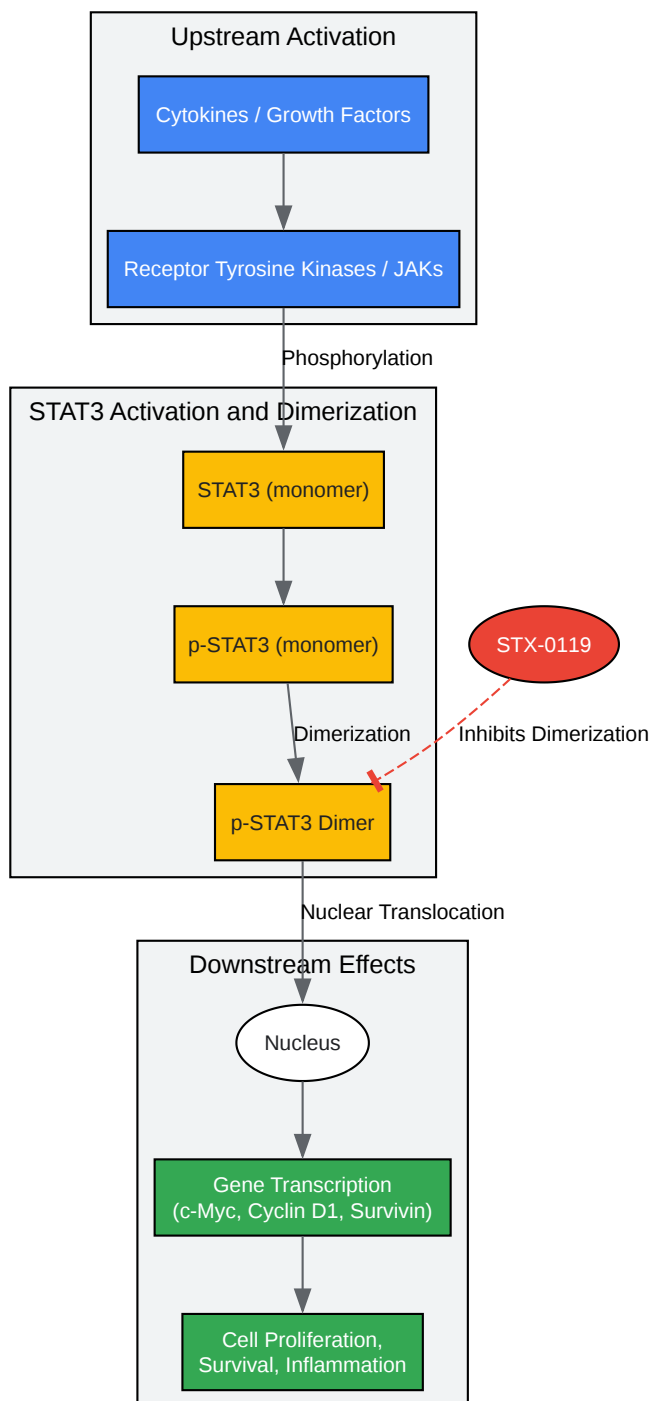 Upstream Activation
Cytokines / Growth Factors
Receptor Tyrosine Kinases / JAKs
Phosphorylation
STAT3 Activation and Dimerization
STAT3 (monomer)
p-STAT3 (monomer)
STX-0119
Dimerization
Inhibits Dimerization
p-STAT3 Dimer
Nuclear Translocation
Downstream Effects
Nucleus
Gene Transcription
(c-Myc, Cyclin D1, Survivin)
Cell Proliferation,
Survival, Inflammation